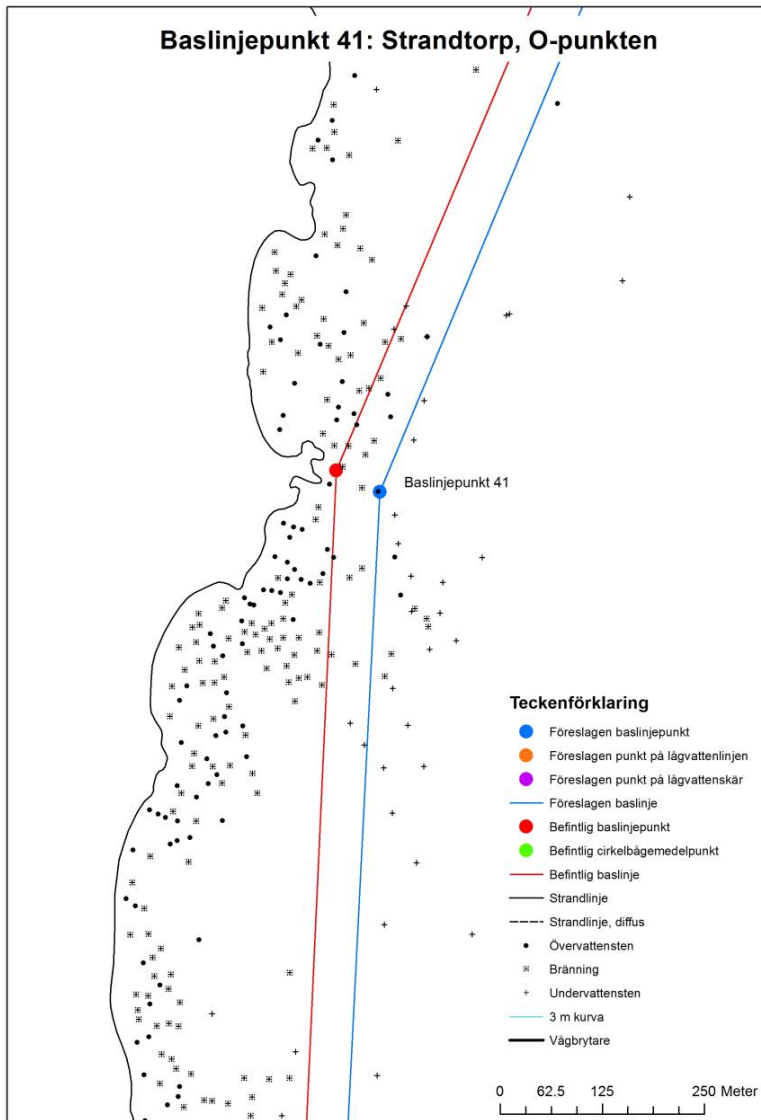 Baslinjepunkt 41: Strandtorp, O-punkten
Baslinjepunkt 41
Teckenförklaring
Föreslagen baslinjepunkt
Föreslagen punkt på lågvattenlinjen
Föreslagen punkt på lågvattenskär
Föreslagen baslinje
Befintlig baslinjepunkt
Befintlig cirkelbågemedelpunkt
Befintlig baslinje
Strandlinje
Strandlinje, diffus
Övervattensten
Bränning
Undervattensten
3 m kurva
Vågbrytare
0 62.5 125 250 Meter